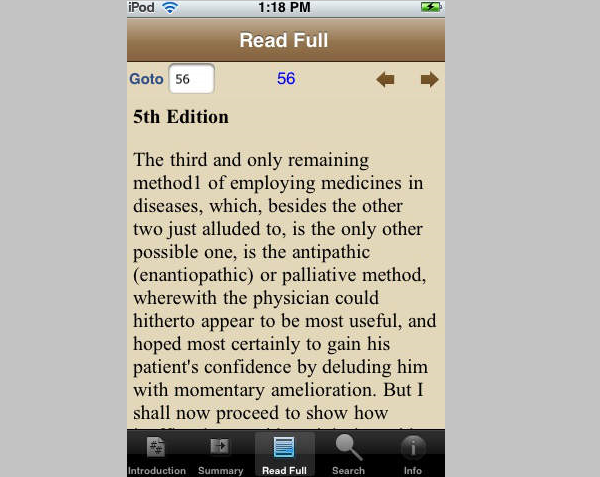 iPod 1:18 PM
Read Full
Goto 56 56
5th Edition
The third and only remaining
method1 of employing medicines in
diseases, which, besides the other
two just alluded to, is the only other
possible one, is the antipathic
(enantiopathic) or palliative method,
wherewith the physician could
hitherto appear to be most useful, and
hoped most certainly to gain his
patient's confidence by deluding him
with momentary amelioration. But I
shall now proceed to show how
Introduction Summary Read Full Search Info